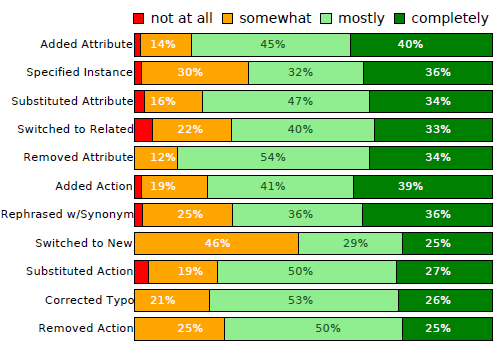 not at all somewhat mostly completely
Added Attribute 14% 45% 40%
Specified Instance 30% 32% 36%
Substituted Attribute 16% 47% 34%
Switched to Related 22% 40% 33%
Removed Attribute 12% 54% 34%
Added Action 19% 41% 39%
Rephrased w/Synonym 25% 36% 36%
Switched to New 46% 29% 25%
Substituted Action 19% 50% 27%
Corrected Typo 21% 53% 26%
Removed Action 25% 50% 25%